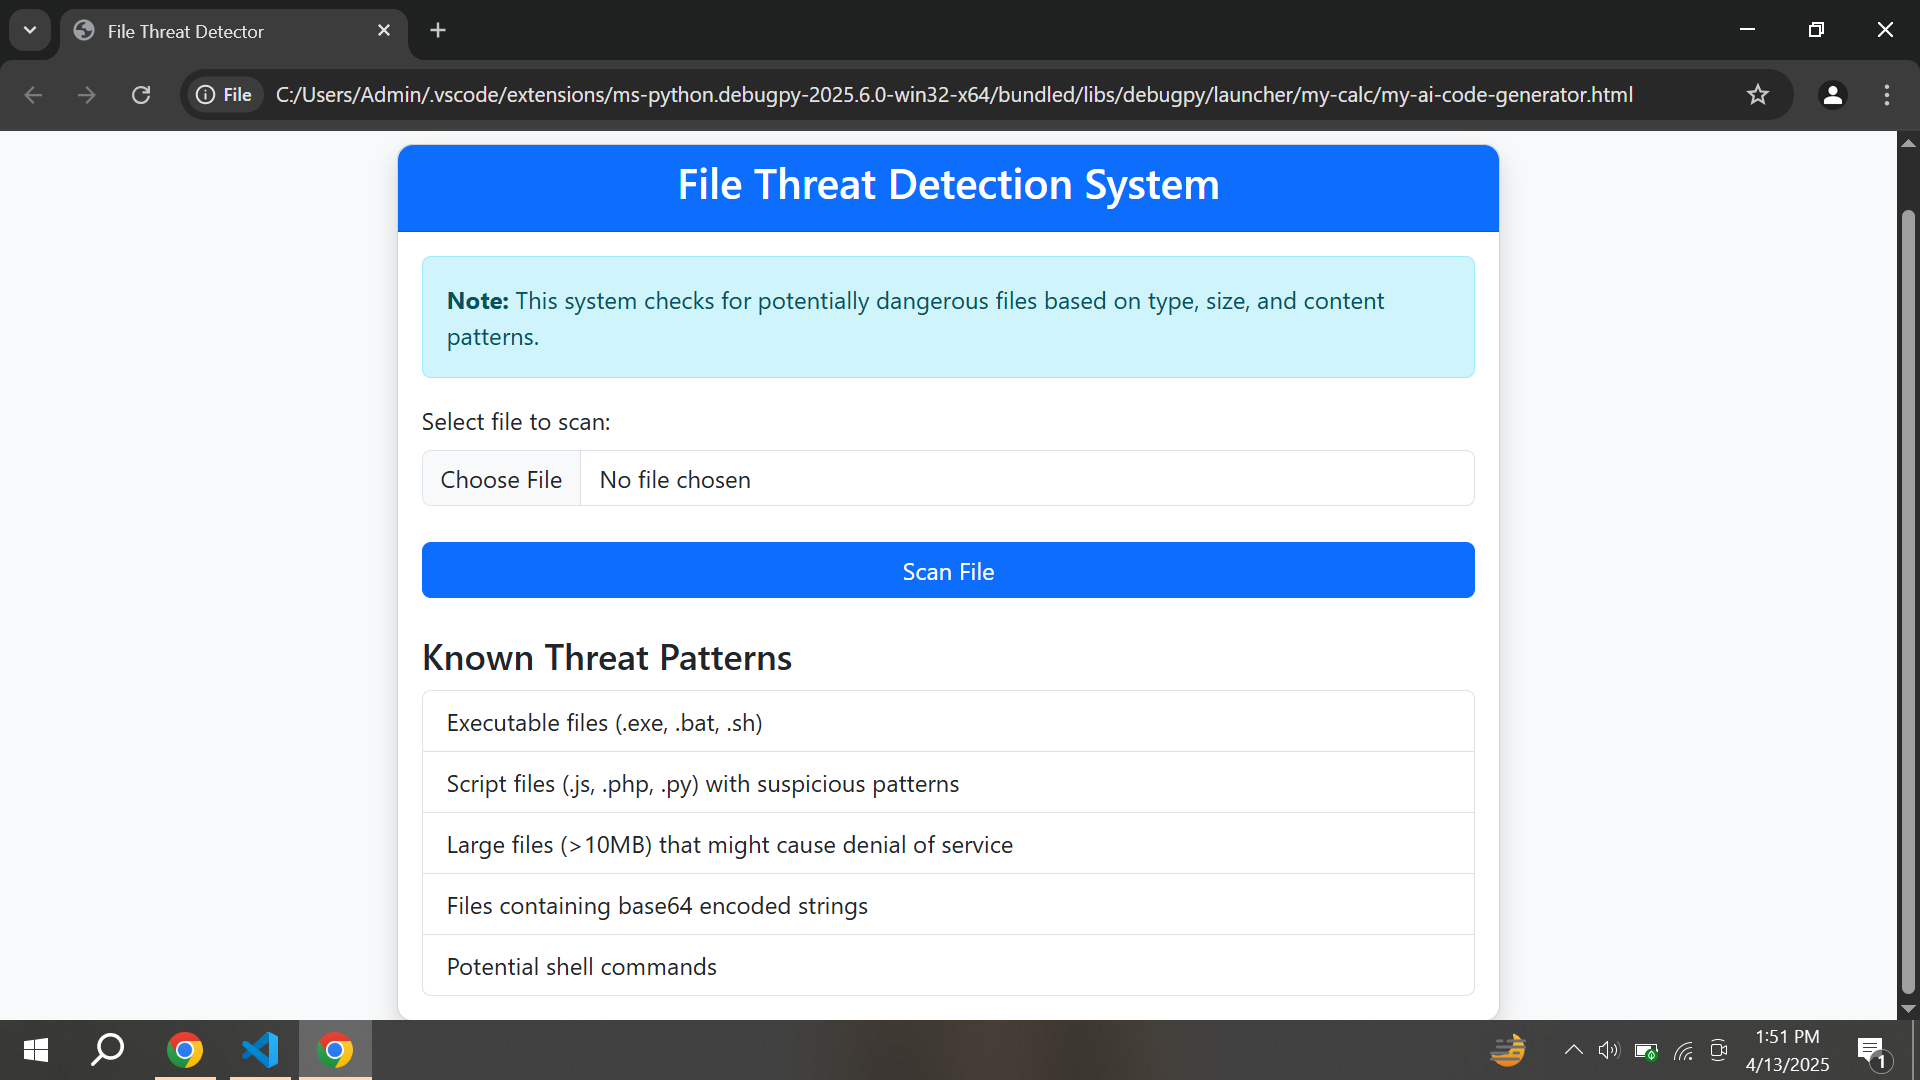 File Threat Detector
File
C:/Users/Admin/.vscode/extensions/ms-python.debugpy-2025.6.0-win32-x64/bundled/libs/debugpy/launcher/my-calc/my-ai-code-generator.html
File Threat Detection System
Note: This system checks for potentially dangerous files based on type, size, and content
patterns.
Select file to scan:
Choose File No file chosen
Scan File
Known Threat Patterns
Executable files (.exe, .bat, .sh)
Script files (.js, .php, .py) with suspicious patterns
Large files (>10MB) that might cause denial of service
Files containing base64 encoded strings
Potential shell commands
1:51 PM
4/13/2025
1